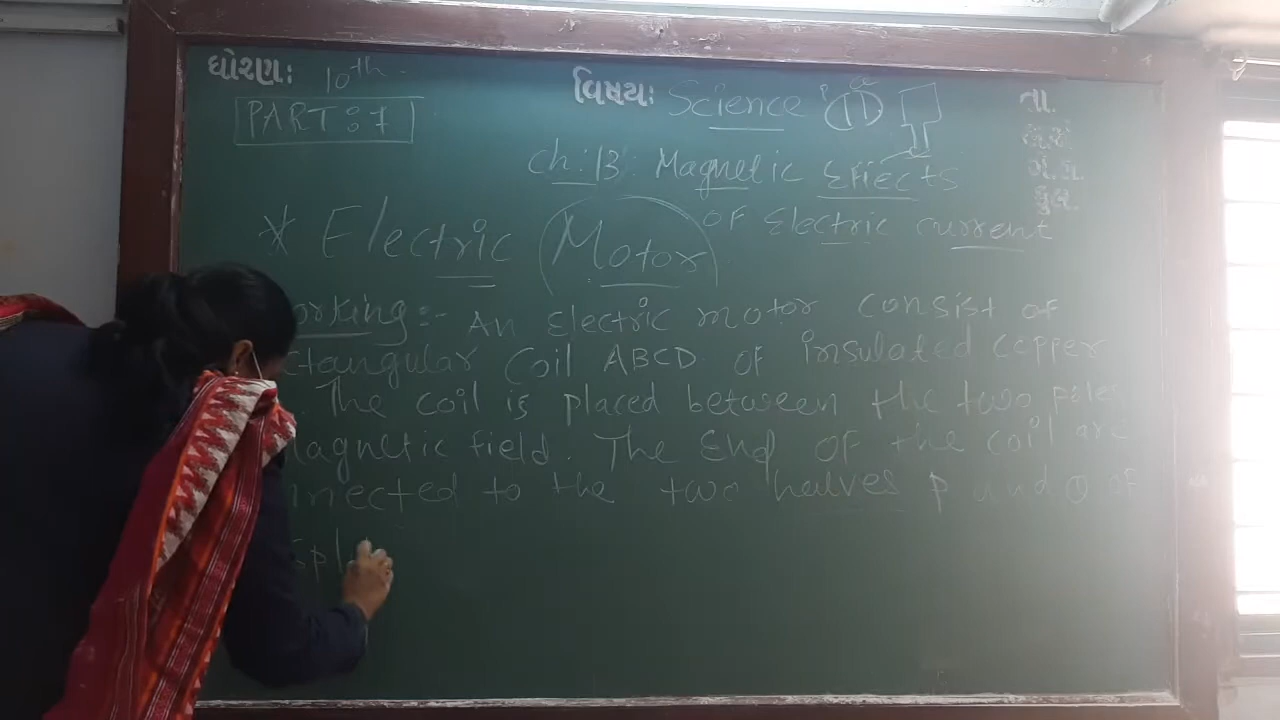 ધોરણ: 10th
વિષય: Science
તા.
PART : 7
ch:13: Magnetic Effects
OF Electric current
* Electric Motor
orking:- An Electric motor consist of
ctangular Coil ABCD of insulated copper
The coil is placed between the two poles
agnetic field. The End OF the coil are
nnected to the two halves P and Q of
Spl